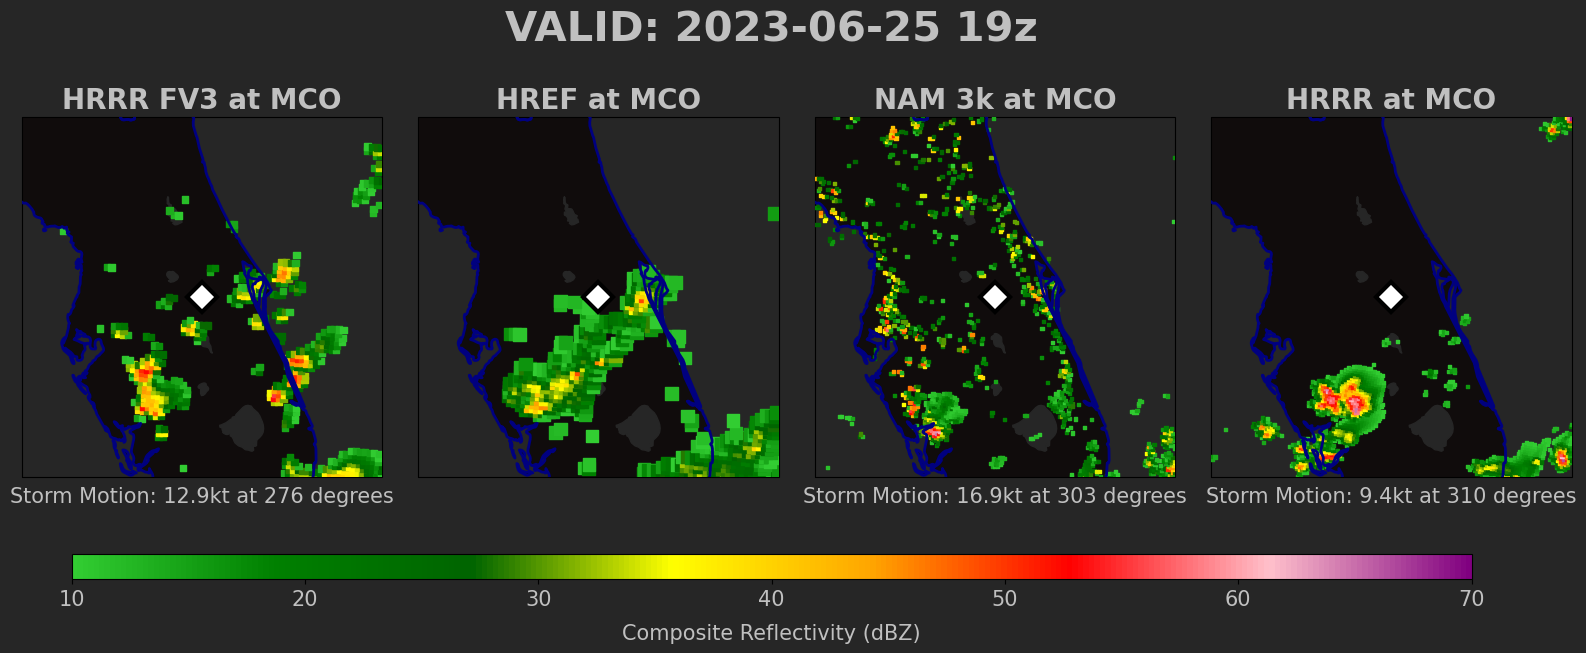 VALID: 2023-06-25 19z
HRRR FV3 at MCO
HREF at MCO
NAM 3k at MCO
HRRR at MCO
Storm Motion: 12.9kt at 276 degrees
Storm Motion: 16.9kt at 303 degrees
Storm Motion: 9.4kt at 310 degrees
10 20 30 40 50 60 70
Composite Reflectivity (dBZ)